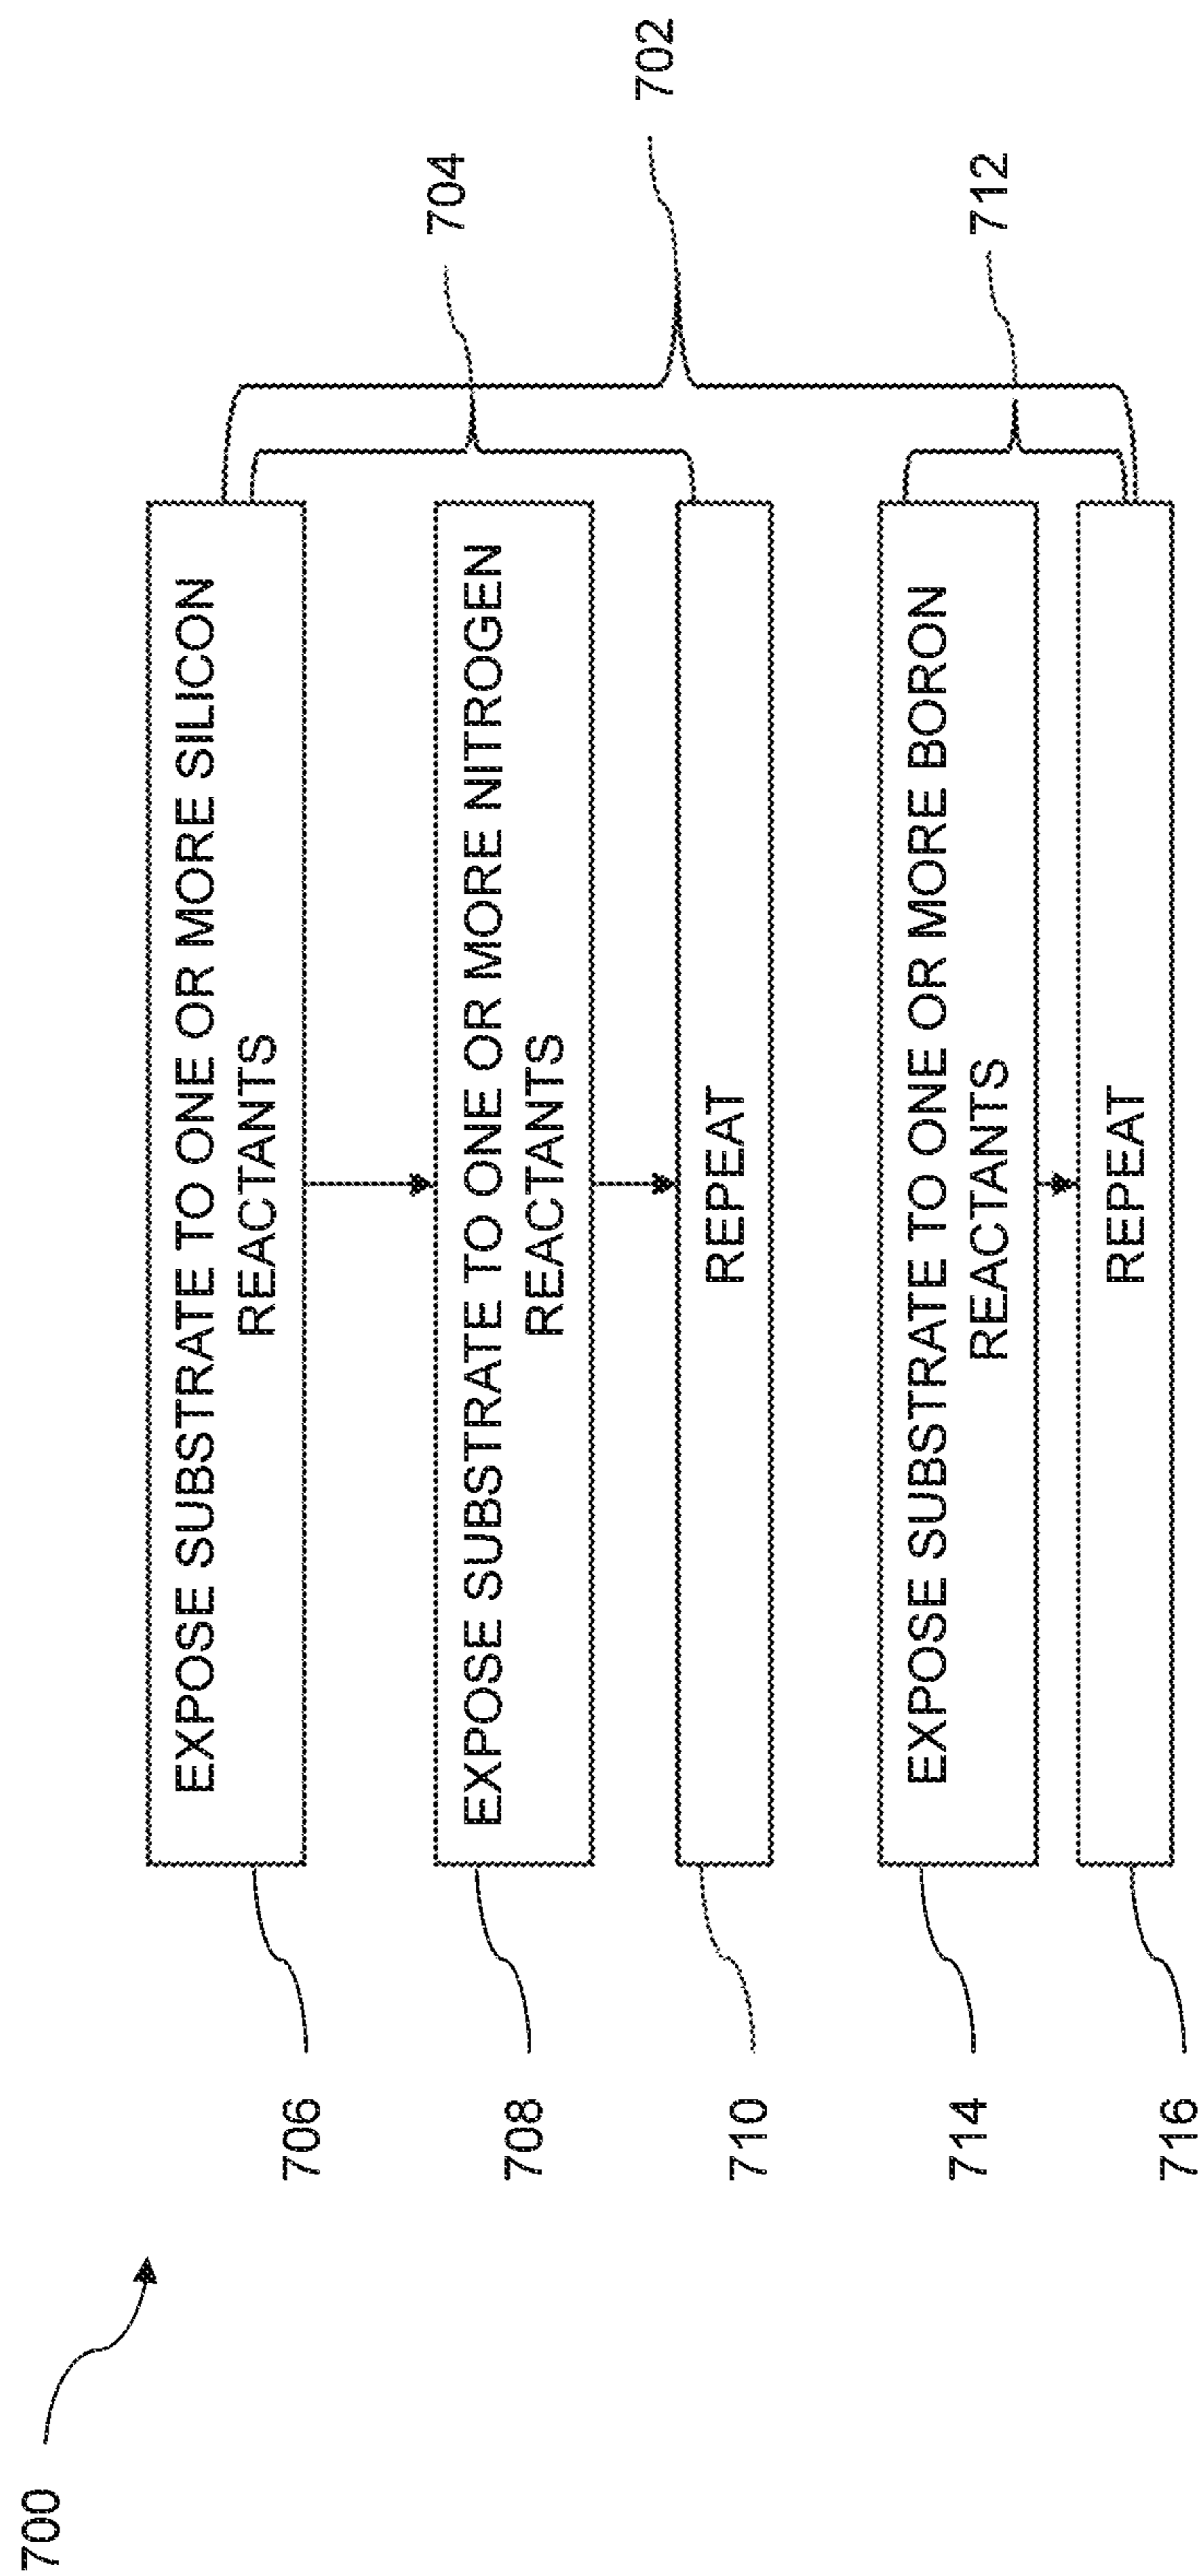 700
702
704
706
EXPOSE SUBSTRATE TO ONE OR MORE SILICON
REACTANTS
708
EXPOSE SUBSTRATE TO ONE OR MORE NITROGEN
REACTANTS
710
REPEAT
712
714
EXPOSE SUBSTRATE TO ONE OR MORE BORON
REACTANTS
716
REPEAT